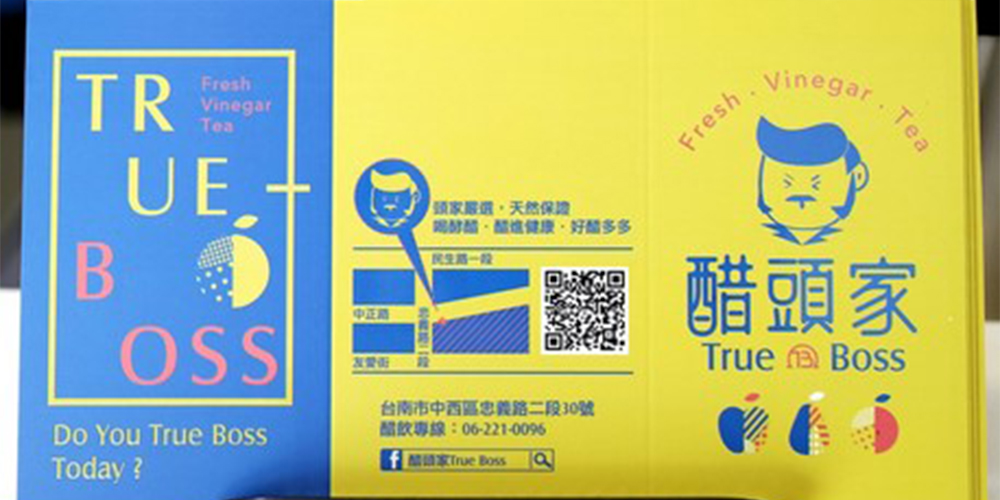 TR
Fresh
Vinegar
Tea
UE
B
OSS
Do You True Boss
Today ?
頭家嚴選，天然保證
喝酵醋．醋進健康．好醋多多
民生路一段
中正路
忠義路二段
友愛街
台南市中西區忠義路二段30號
醋飲專線：06-221-0096
f 醋頭家True Boss
Fresh . Vinegar . Tea
醋頭家
True Boss